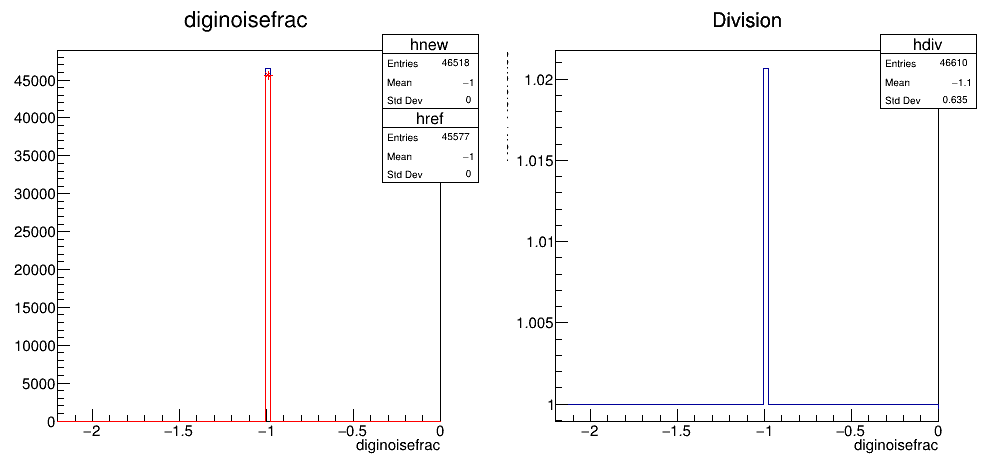 diginoisefrac
hnew
Entries 46518
Mean −1
Std Dev 0
href
Entries 45577
Mean −1
Std Dev 0
45000
40000
35000
30000
25000
20000
15000
10000
5000
0
−2 −1.5 −1 −0.5 0
diginoisefrac
Division
hdiv
Entries 46610
Mean −1.1
Std Dev 0.635
1.02
1.015
1.01
1.005
1
−2 −1.5 −1 −0.5 0
diginoisefrac